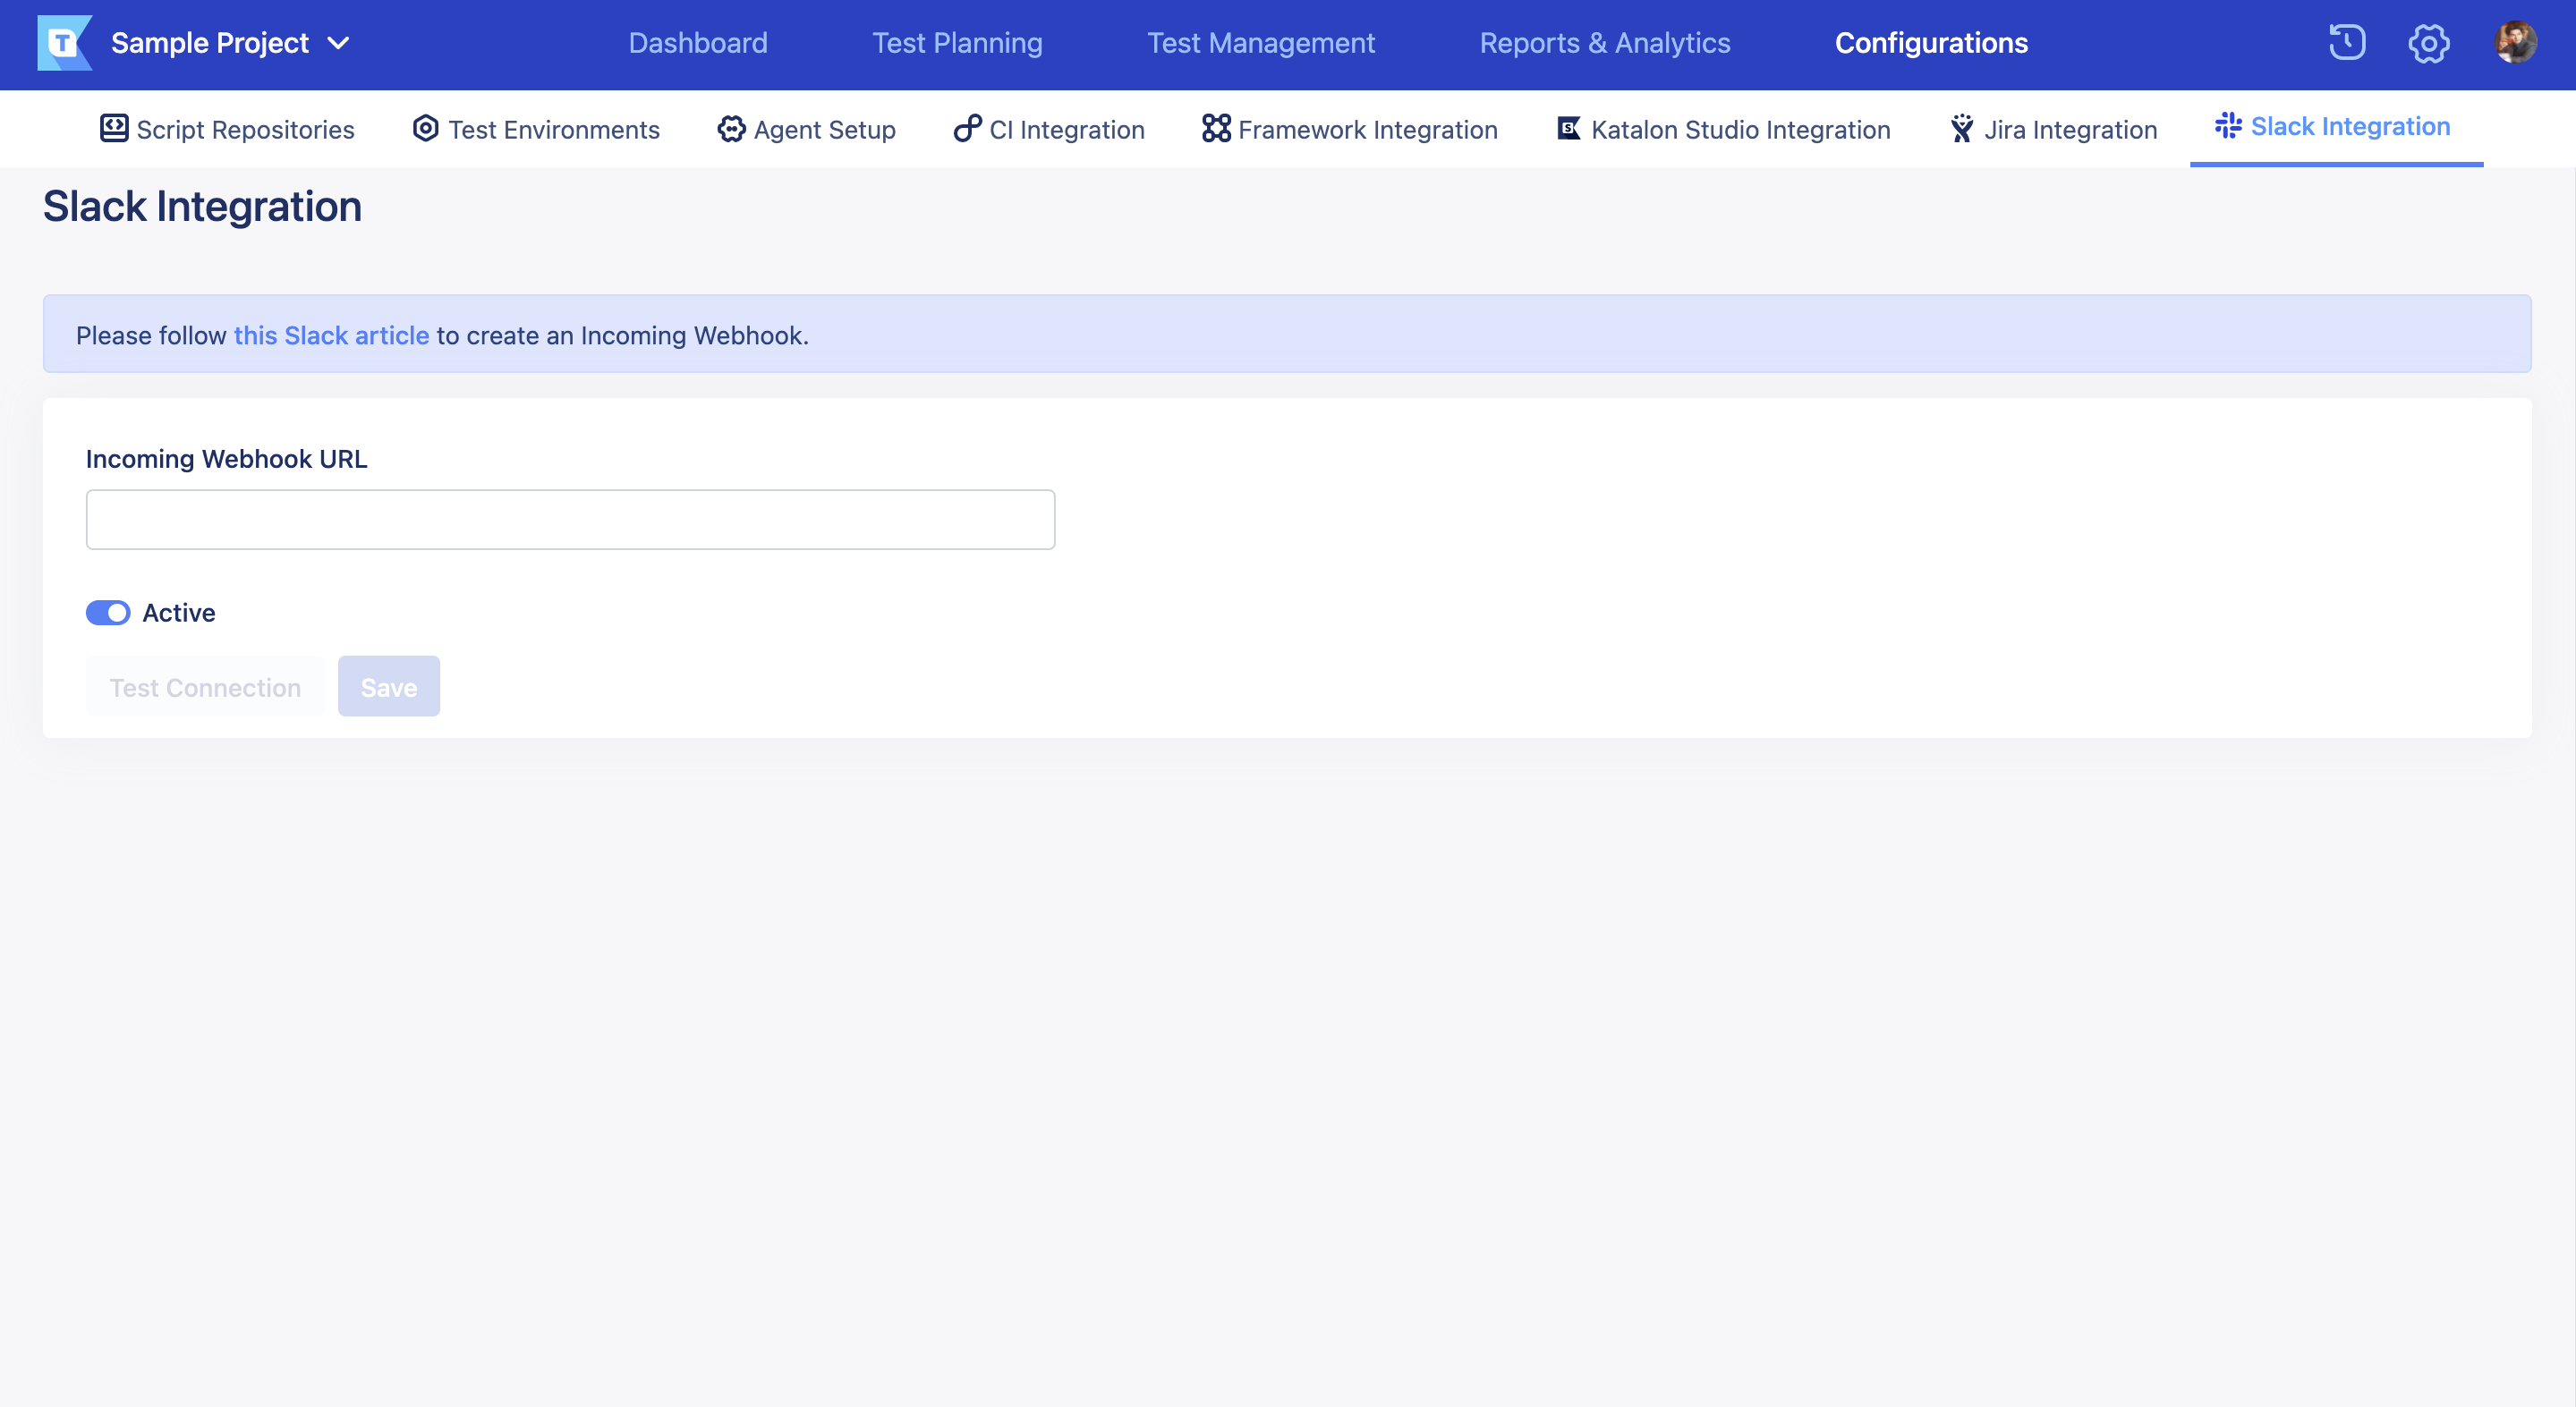 T Sample Project Dashboard Test Planning Test Management Reports & Analytics Configurations
Script Repositories Test Environments Agent Setup CI Integration Framework Integration S Katalon Studio Integration Jira Integration Slack Integration
Slack Integration
Please follow this Slack article to create an Incoming Webhook.
Incoming Webhook URL
Active
Test Connection Save